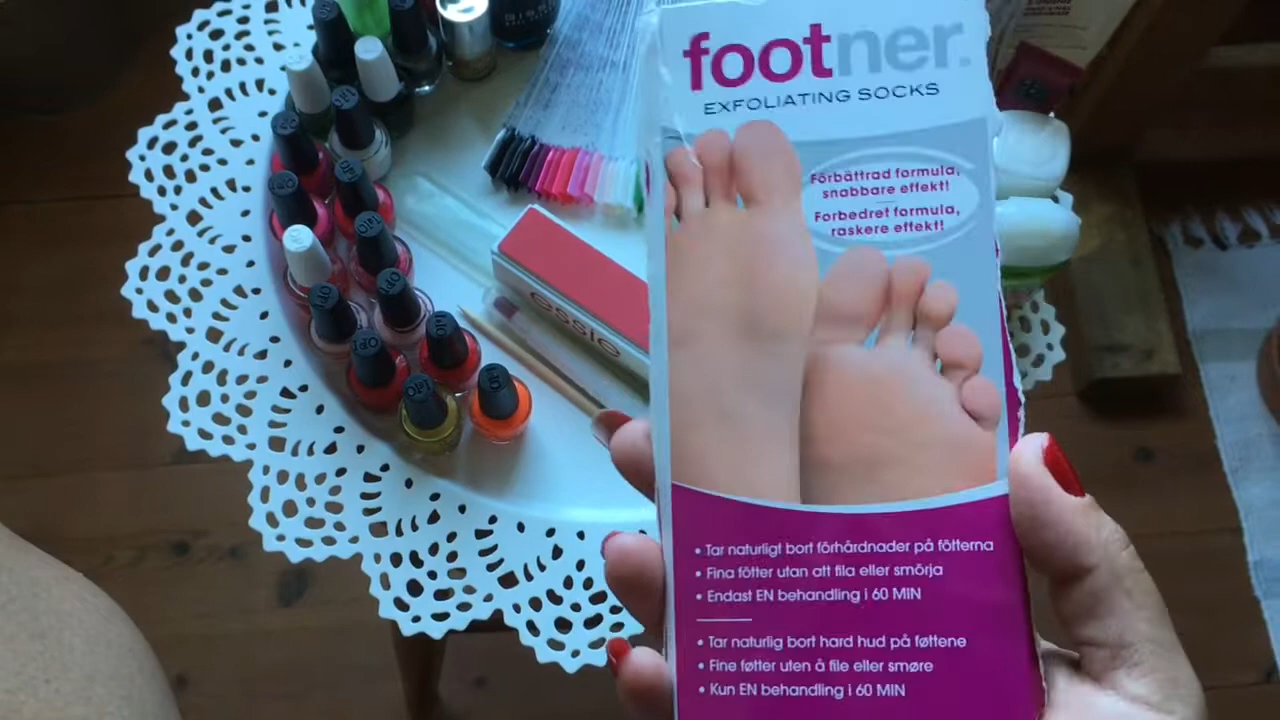 footner.
EXFOLIATING SOCKS
Förbättrad formula,
snabbare effekt!
Forbedret formula,
raskere effekt!
• Tar naturligt bort förhårdnader på fötterna
• Fina fötter utan att fila eller smörja
• Endast EN behandling i 60 MIN
• Tar naturlig bort hard hud på føttene
• Fine føtter uten å file eller smøre
• Kun EN behandling i 60 MIN
essie
OPI
OPI
OPI
OPI
OPI
OPI
OPI